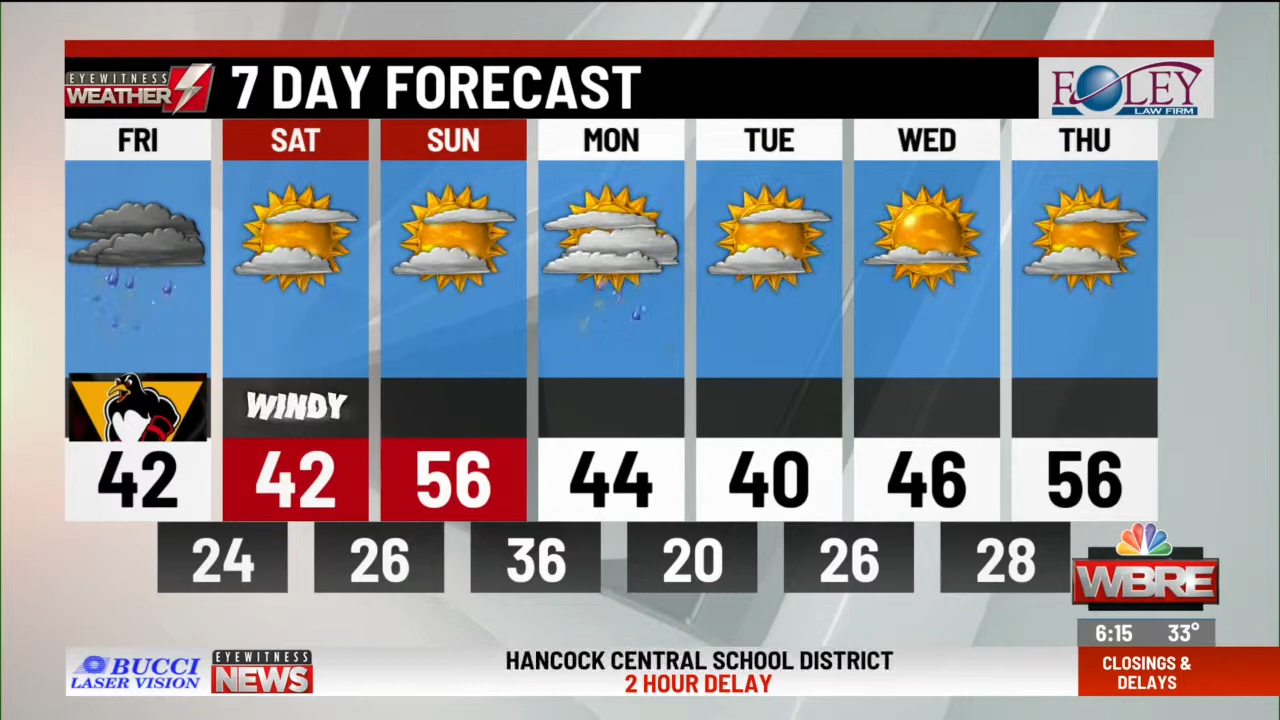 EYEWITNESS
WEATHER
7 DAY FORECAST
FOLEY
LAW FIRM
FRI SAT SUN MON TUE WED THU
WINDY
42 42 56 44 40 46 56
24 26 36 20 26 28
WBRE
6:15 33°
BUCCI
LASER VISION
EYEWITNESS
NEWS
HANCOCK CENTRAL SCHOOL DISTRICT
2 HOUR DELAY
CLOSINGS &
DELAYS